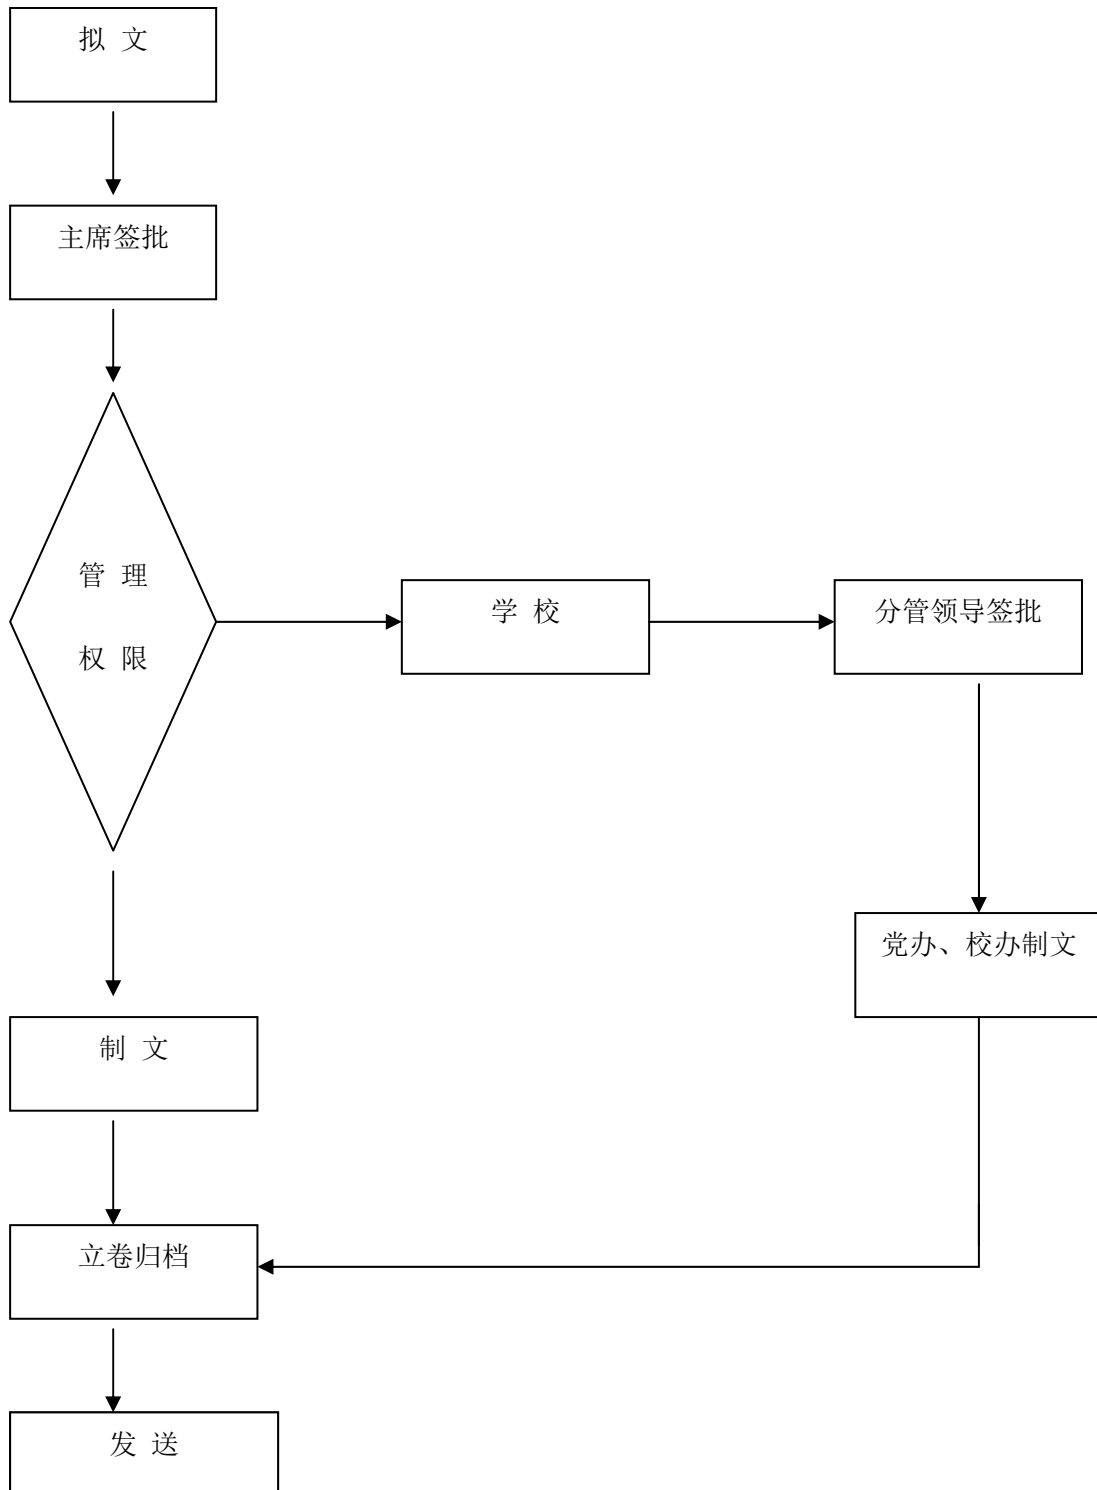 拟 文
主席签批
管 理
权 限
学 校
分管领导签批
党办、校办制文
制 文
立卷归档
发 送